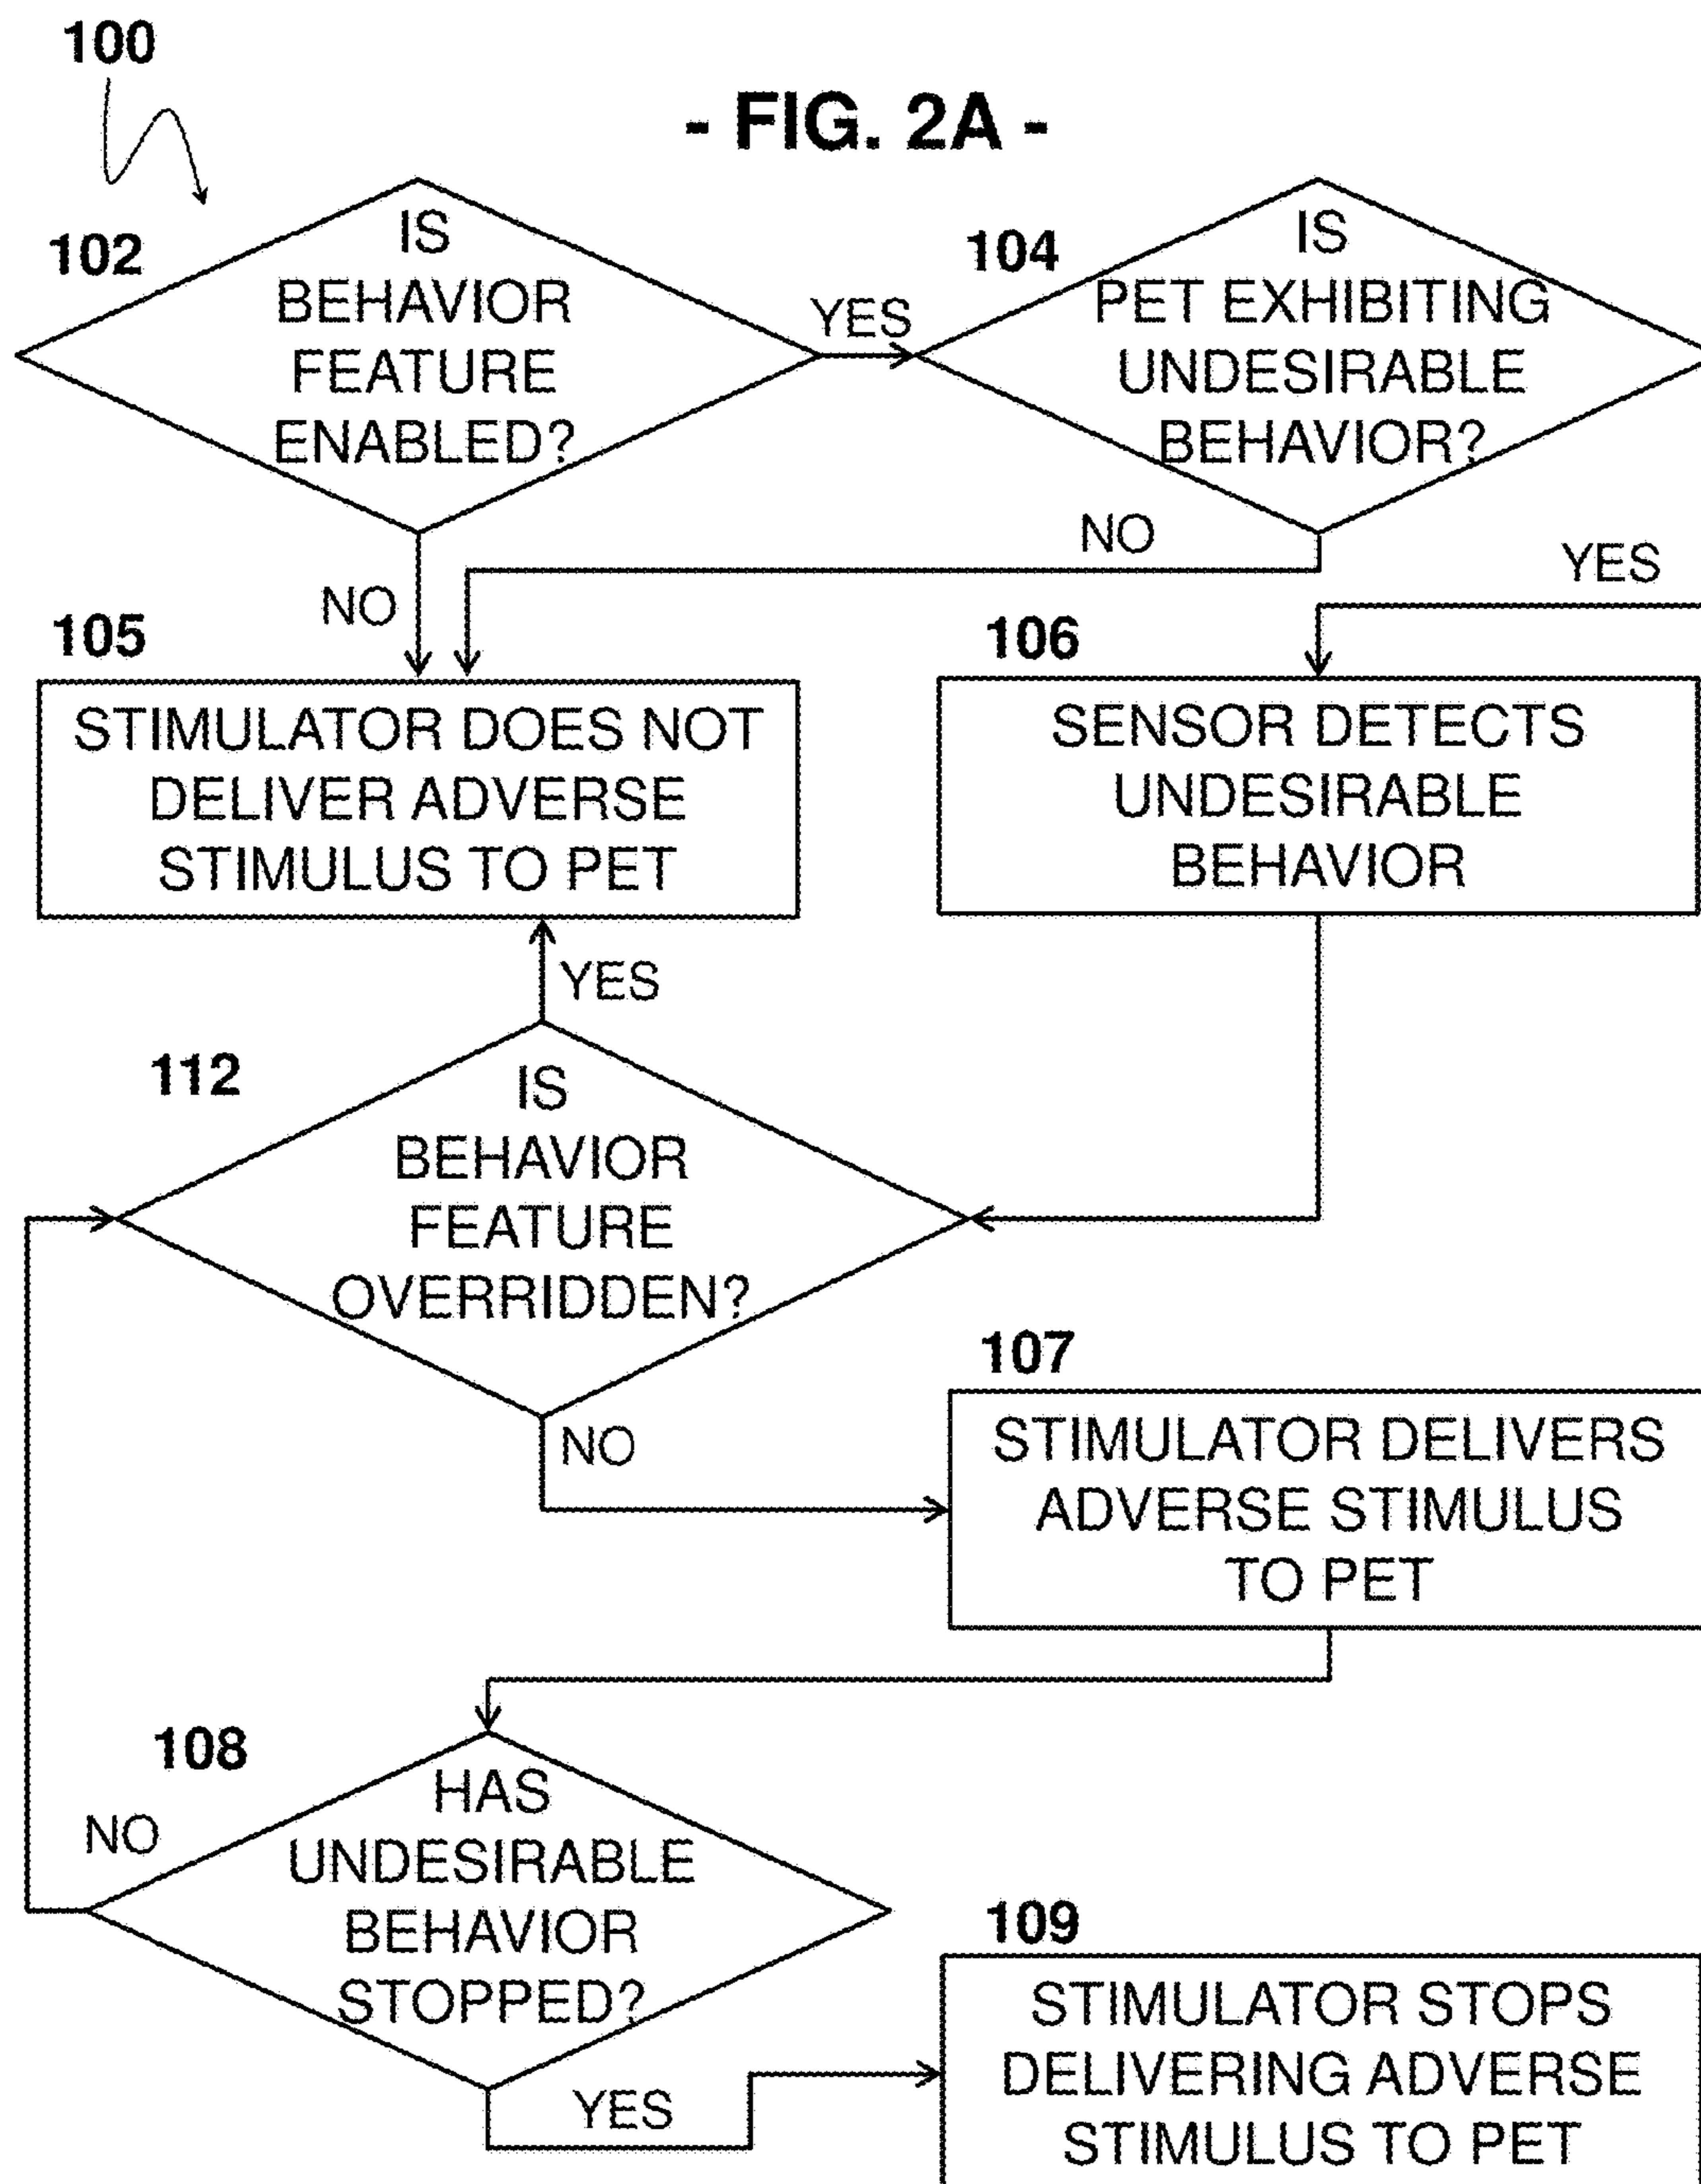 100
- FIG. 2A -
102
IS
BEHAVIOR
FEATURE
ENABLED?
YES
104
IS
PET EXHIBITING
UNDESIRABLE
BEHAVIOR?
NO
NO
YES
105
STIMULATOR DOES NOT
DELIVER ADVERSE
STIMULUS TO PET
106
SENSOR DETECTS
UNDESIRABLE
BEHAVIOR
YES
112
IS
BEHAVIOR
FEATURE
OVERRIDDEN?
NO
107
STIMULATOR DELIVERS
ADVERSE STIMULUS
TO PET
108
HAS
UNDESIRABLE
BEHAVIOR
STOPPED?
NO
YES
109
STIMULATOR STOPS
DELIVERING ADVERSE
STIMULUS TO PET